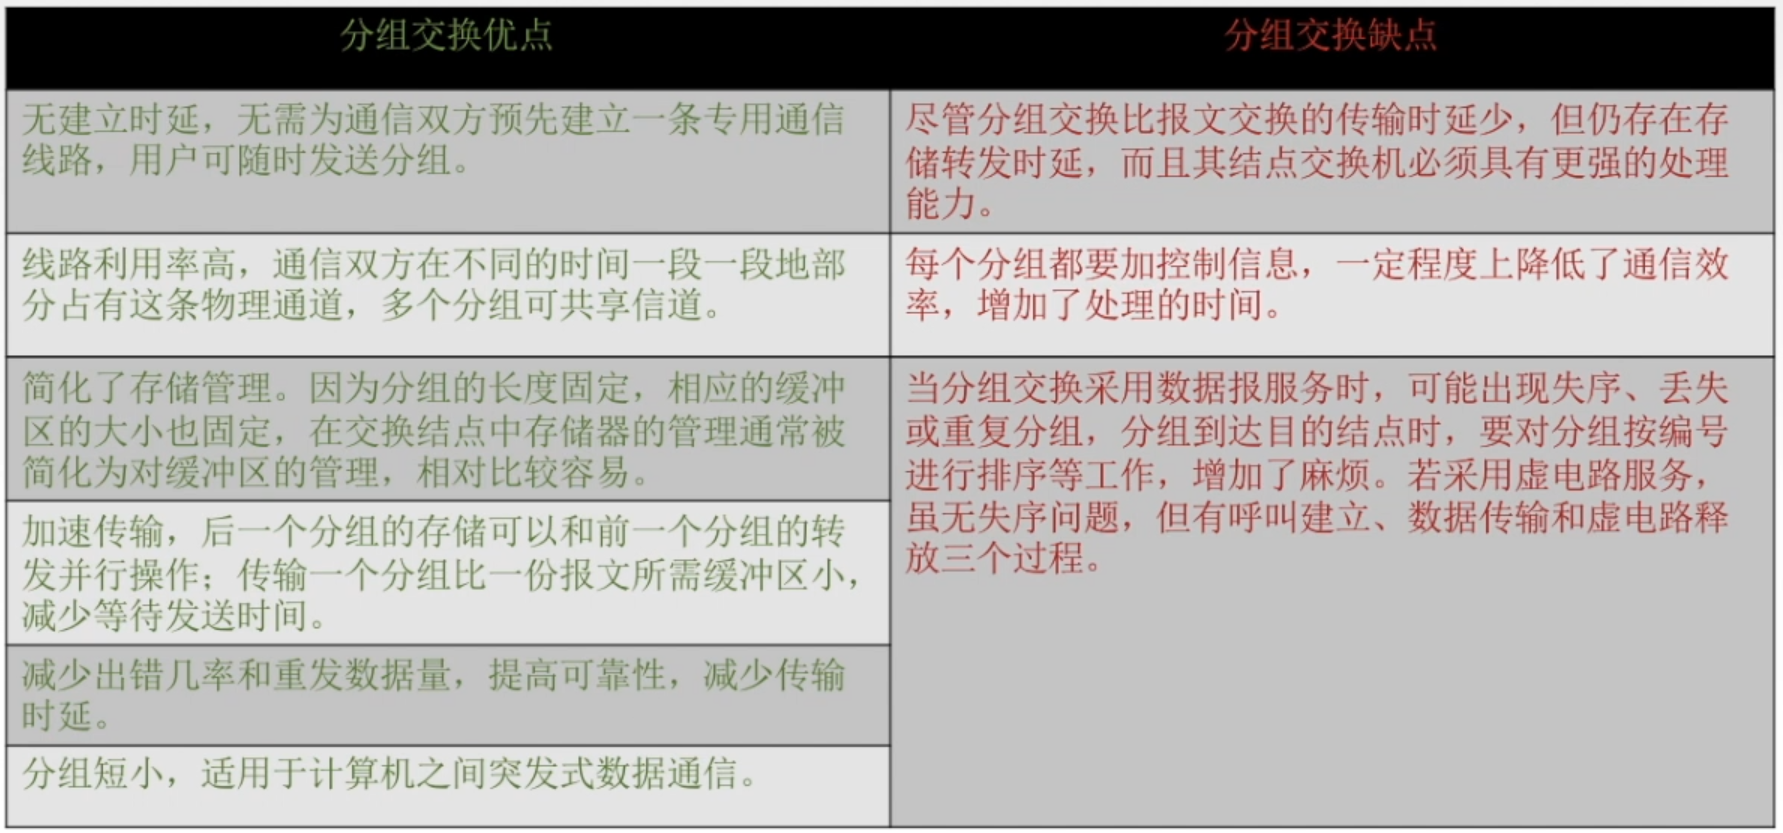 分组交换优点
分组交换缺点
无建立时延，无需为通信双方预先建立一条专用通信
线路，用户可随时发送分组。
尽管分组交换比报文交换的传输时延少，但仍存在存
储转发时延，而且其结点交换机必须具有更强的处理
能力。
线路利用率高，通信双方在不同的时间一段一段地部
分占有这条物理通道，多个分组可共享信道。
每个分组都要加控制信息，一定程度上降低了通信效
率，增加了处理的时间。
简化了存储管理。因为分组的长度固定，相应的缓冲
区的大小也固定，在交换结点中存储器的管理通常被
简化为对缓冲区的管理，相对比较容易。
当分组交换采用数据报服务时，可能出现失序、丢失
或重复分组，分组到达目的结点时，要对分组按编号
进行排序等工作，增加了麻烦。若采用虚电路服务，
虽无失序问题，但有呼叫建立、数据传输和虚电路释
放三个过程。
加速传输，后一个分组的存储可以和前一个分组的转
发并行操作；传输一个分组比一份报文所需缓冲区小，
减少等待发送时间。
减少出错几率和重发数据量，提高可靠性，减少传输
时延。
分组短小，适用于计算机之间突发式数据通信。